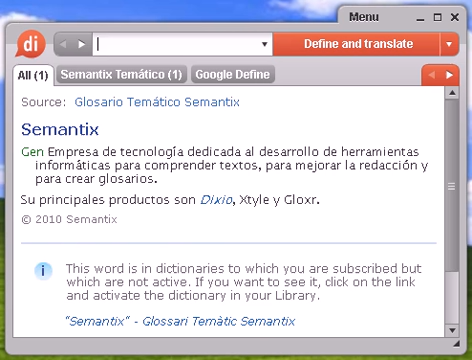 Menu
di
Define and translate
All (1) Semantix Temático (1) Google Define
Source: Glosario Temático Semantix
Semantix
Gen Empresa de tecnología dedicada al desarrollo de herramientas
informáticas para comprender textos, para mejorar la redacción y
para crear glosarios.
Su principales productos son Dixio, Xtyle y Gloxr.
© 2010 Semantix
i
This word is in dictionaries to which you are subscribed but
which are not active. If you want to see it, click on the link
and activate the dictionary in your Library.
"Semantix" - Glossari Temàtic Semantix